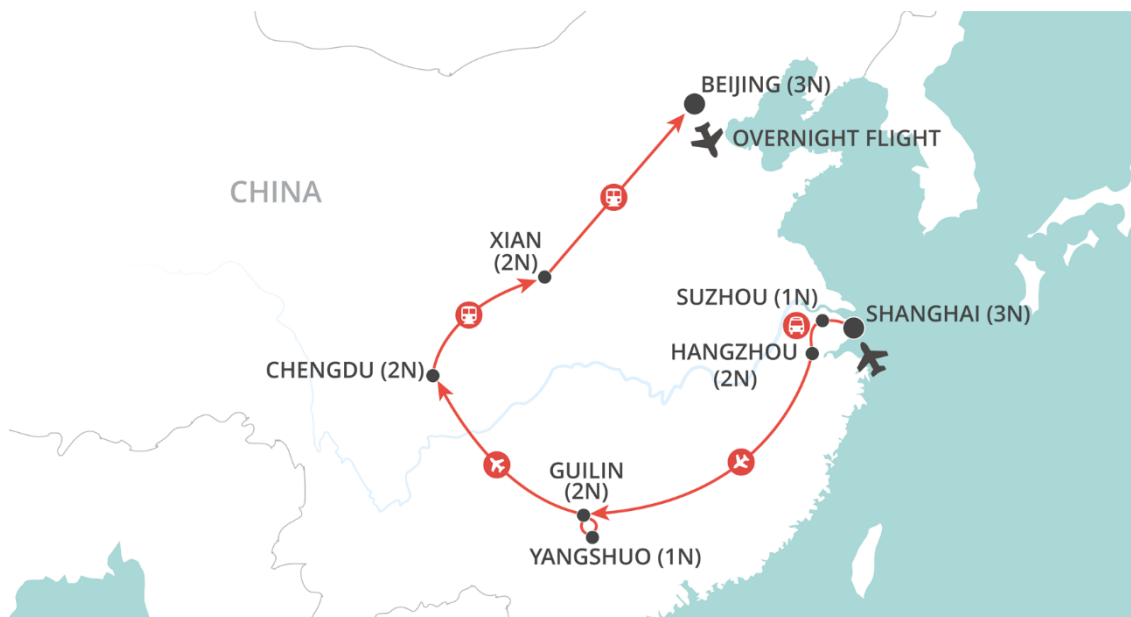 BEIJING (3N)
OVERNIGHT FLIGHT
CHINA
XIAN
(2N)
SUZHOU (1N)
SHANGHAI (3N)
HANGZHOU
(2N)
CHENGDU (2N)
GUILIN
(2N)
YANGSHUO (1N)